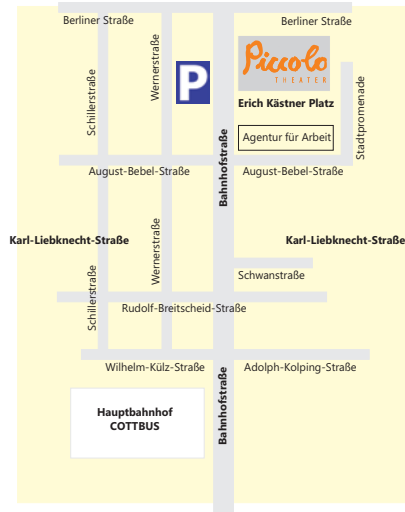 Berliner Straße
Berliner Straße
Schillerstraße
Wernerstraße
P
Piccolo
THEATER
Erich Kästner Platz
Agentur für Arbeit
Stadtpromenade
Bahnhofstraße
August-Bebel-Straße
August-Bebel-Straße
Karl-Liebknecht-Straße
Karl-Liebknecht-Straße
Wernerstraße
Schwanstraße
Schillerstraße
Rudolf-Breitscheid-Straße
Wilhelm-Külz-Straße
Adolph-Kolping-Straße
Bahnhofstraße
Hauptbahnhof
COTTBUS